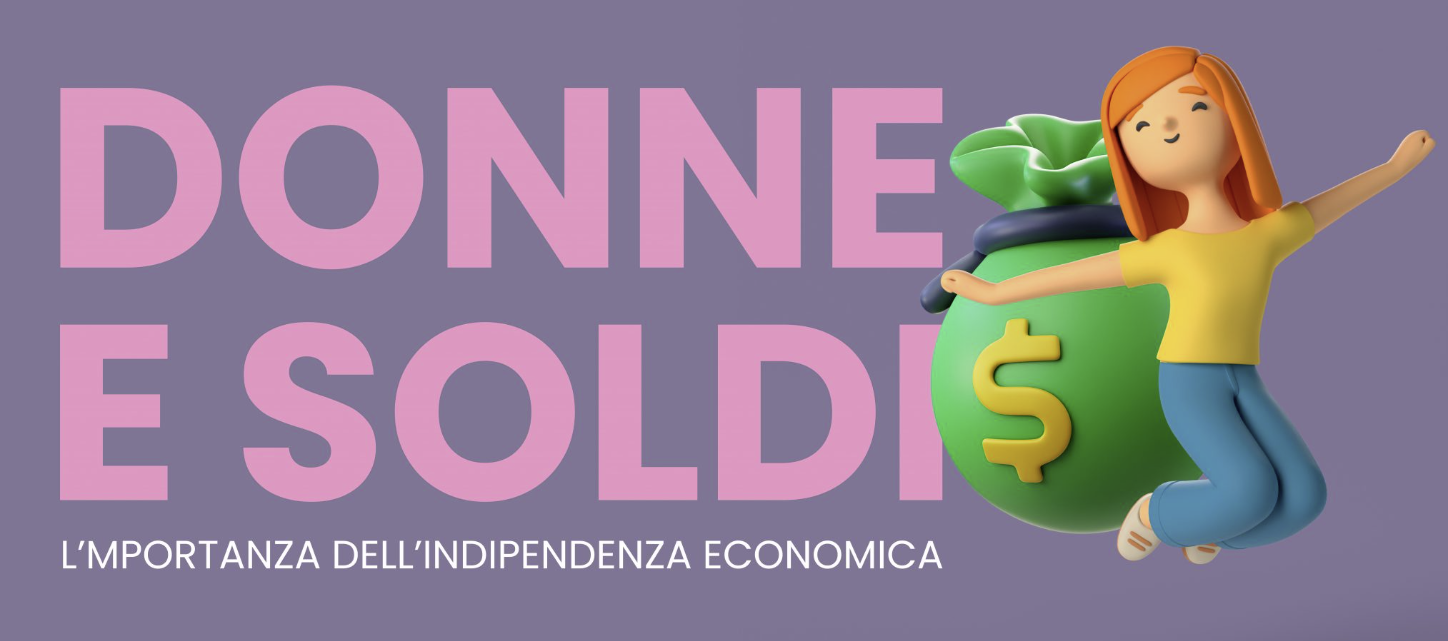 DONNE
E SOLDI
L’MPORTANZA DELL’INDIPENDENZA ECONOMICA
$